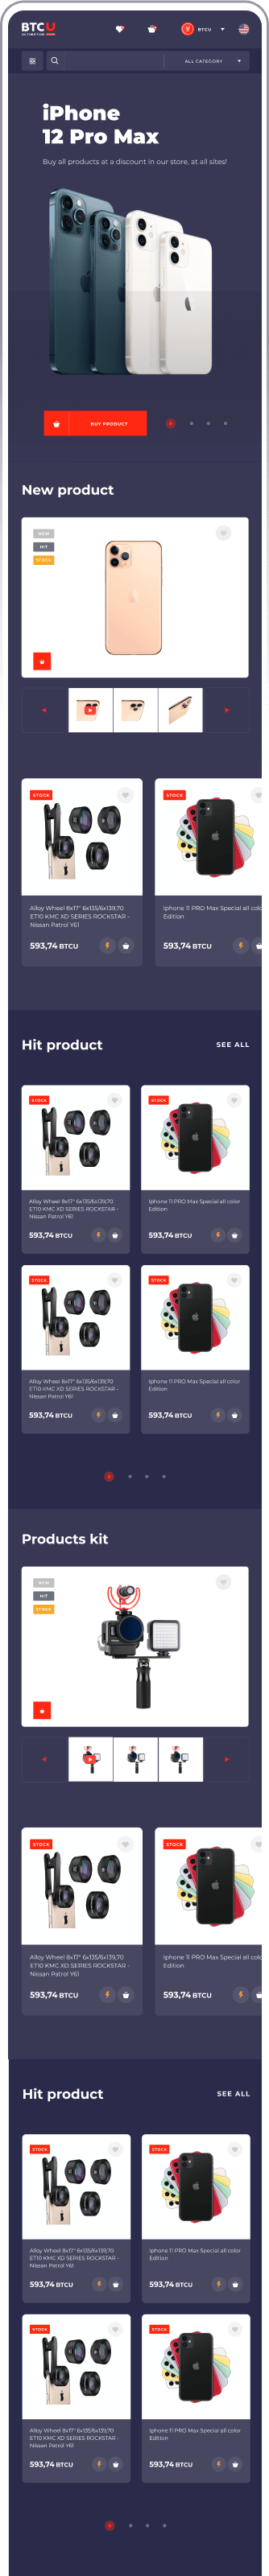 BTCU
ULTIMATUM
BTCU
ALL CATEGORY
iPhone
12 Pro Max
Buy all products at a discount in our store, at all sites!
BUY PRODUCT
New product
NEW
HIT
STOCK
STOCK
STOCK
Alloy Wheel 8x17" 6x135/6x139,70
ET10 KMC XD SERIES ROCKSTAR -
Nissan Patrol Y61
Iphone 11 PRO Max Special all colo
Edition
593,74 BTCU
593,74 BTCU
Hit product
SEE ALL
STOCK
STOCK
Alloy Wheel 8x17" 6x135/6x139,70
ET10 KMC XD SERIES ROCKSTAR -
Nissan Patrol Y61
Iphone 11 PRO Max Special all color
Edition
593,74 BTCU
593,74 BTCU
STOCK
STOCK
Alloy Wheel 8x17" 6x135/6x139,70
ET10 KMC XD SERIES ROCKSTAR -
Nissan Patrol Y61
Iphone 11 PRO Max Special all color
Edition
593,74 BTCU
593,74 BTCU
Products kit
NEW
HIT
STOCK
STOCK
STOCK
Alloy Wheel 8x17" 6x135/6x139,70
ET10 KMC XD SERIES ROCKSTAR -
Nissan Patrol Y61
Iphone 11 PRO Max Special all colo
Edition
593,74 BTCU
593,74 BTCU
Hit product
SEE ALL
STOCK
STOCK
Alloy Wheel 8x17" 6x135/6x139,70
ET10 KMC XD SERIES ROCKSTAR -
Nissan Patrol Y61
Iphone 11 PRO Max Special all color
Edition
593,74 BTCU
593,74 BTCU
STOCK
STOCK
Alloy Wheel 8x17" 6x135/6x139,70
ET10 KMC XD SERIES ROCKSTAR -
Nissan Patrol Y61
Iphone 11 PRO Max Special all color
Edition
593,74 BTCU
593,74 BTCU